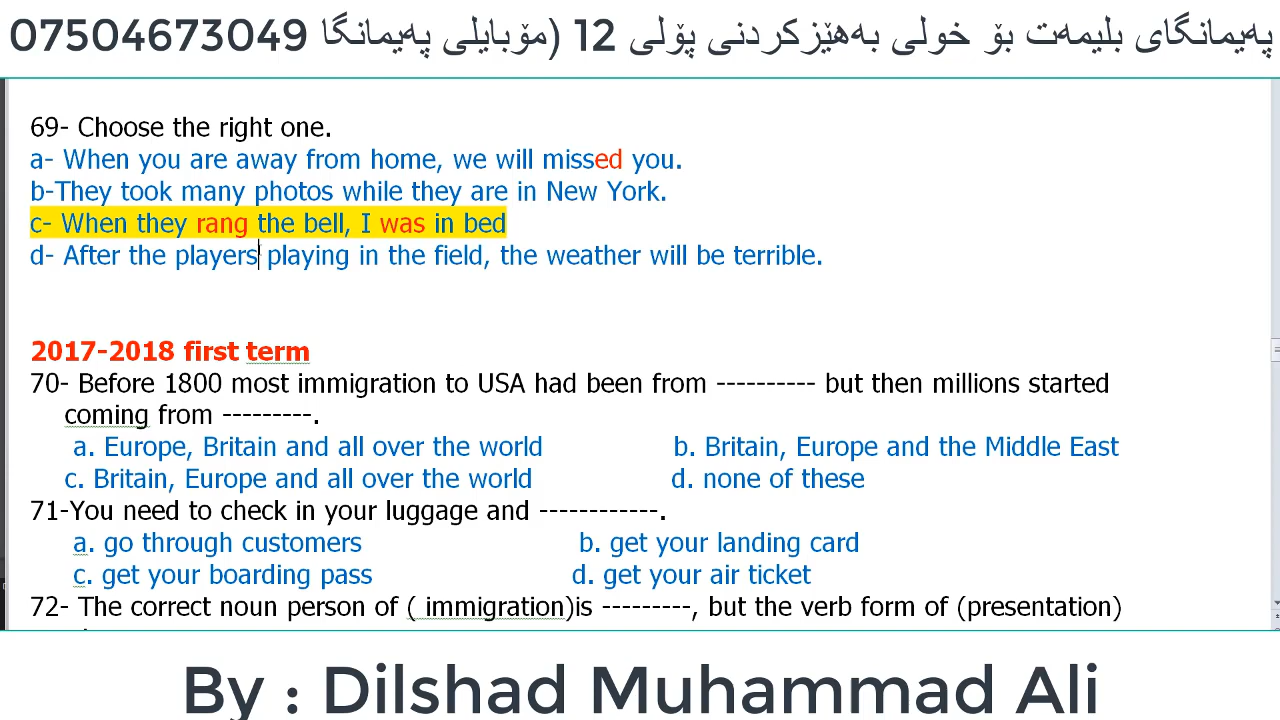 پەیمانگای بلیمەت بۆ خولی بەهێزکردنی پۆلی 12 (مۆبایلی پەیمانگا 07504673049
69- Choose the right one.
a- When you are away from home, we will missed you.
b-They took many photos while they are in New York.
c- When they rang the bell, I was in bed
d- After the players playing in the field, the weather will be terrible.
2017-2018 first term
70- Before 1800 most immigration to USA had been from ---------- but then millions started
coming from ---------.
a. Europe, Britain and all over the world b. Britain, Europe and the Middle East
c. Britain, Europe and all over the world d. none of these
71-You need to check in your luggage and ------------.
a. go through customers b. get your landing card
c. get your boarding pass d. get your air ticket
72- The correct noun person of ( immigration)is ---------, but the verb form of (presentation)
By : Dilshad Muhammad Ali